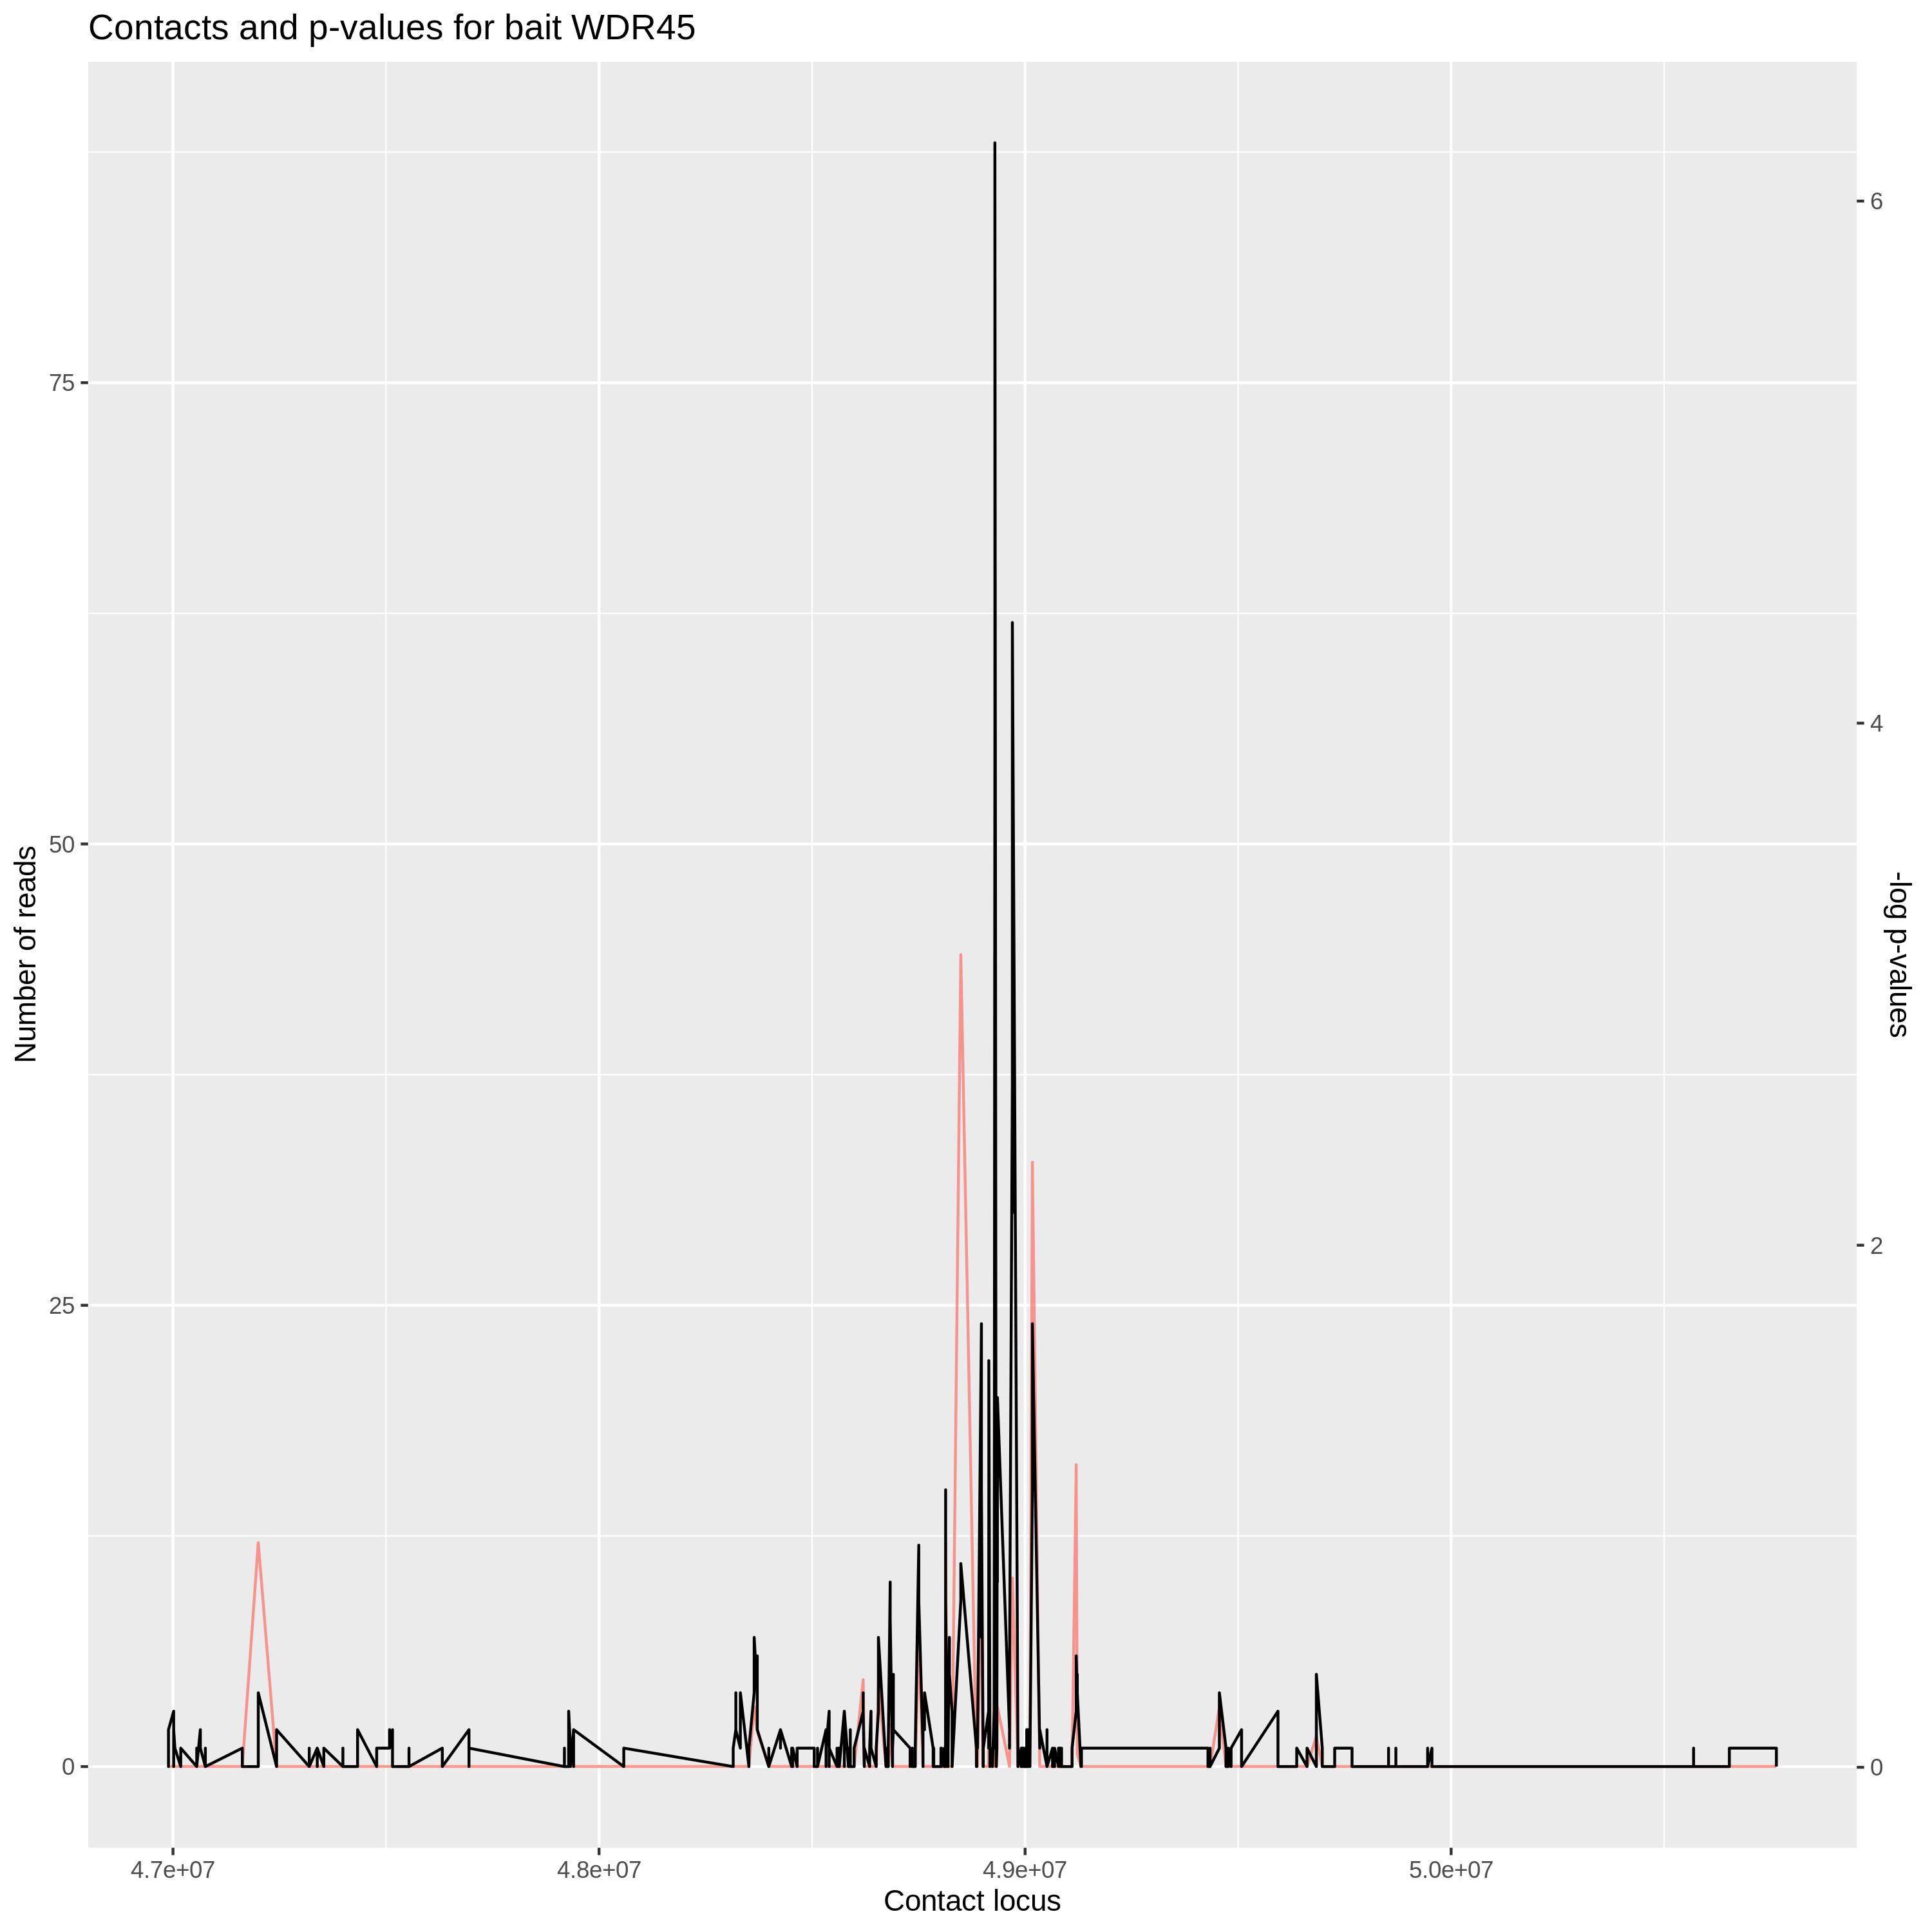 Contacts and p-values for bait WDR45
Number of reads
75
50
25
0
6
4
2
0
-log p-values
4.7e+07 4.8e+07 4.9e+07 5.0e+07
Contact locus